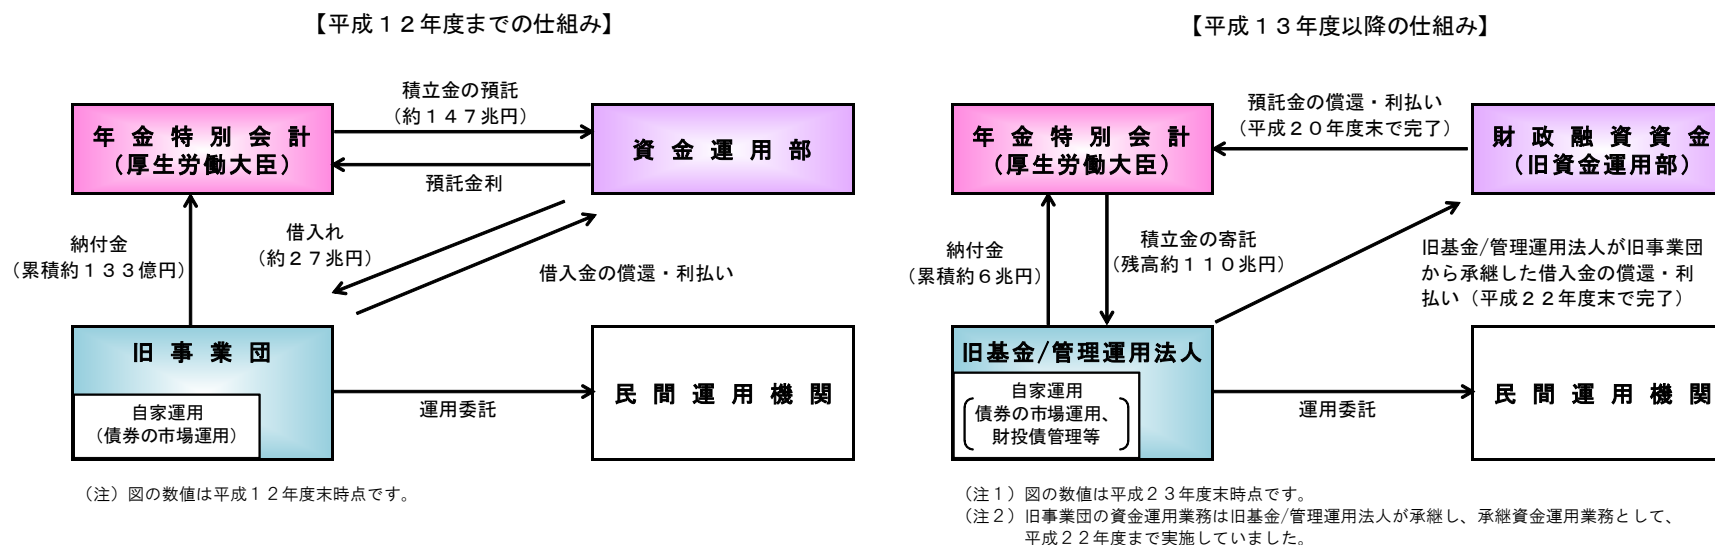 【平成１２年度までの仕組み】
積立金の預託
（約１４７兆円）
年金特別会計
（厚生労働大臣）
資金運用部
預託金利
納付金
（累積約１３３億円）
借入れ
（約２７兆円）
借入金の償還・利払い
旧事業団
自家運用
（債券の市場運用）
運用委託
民間運用機関
（注）図の数値は平成１２年度末時点です。
【平成１３年度以降の仕組み】
預託金の償還・利払い
（平成２０年度末で完了）
年金特別会計
（厚生労働大臣）
財政融資資金
（旧資金運用部）
納付金
（累積約６兆円）
積立金の寄託
（残高約１１０兆円）
旧基金/管理運用法人が旧事業団
から承継した借入金の償還・利
払い（平成２２年度末で完了）
旧基金/管理運用法人
自家運用
債券の市場運用、
財投債管理等
運用委託
民間運用機関
（注１）図の数値は平成２３年度末時点です。
（注２）旧事業団の資金運用業務は旧基金/管理運用法人が承継し、承継資金運用業務として、
平成２２年度まで実施していました。